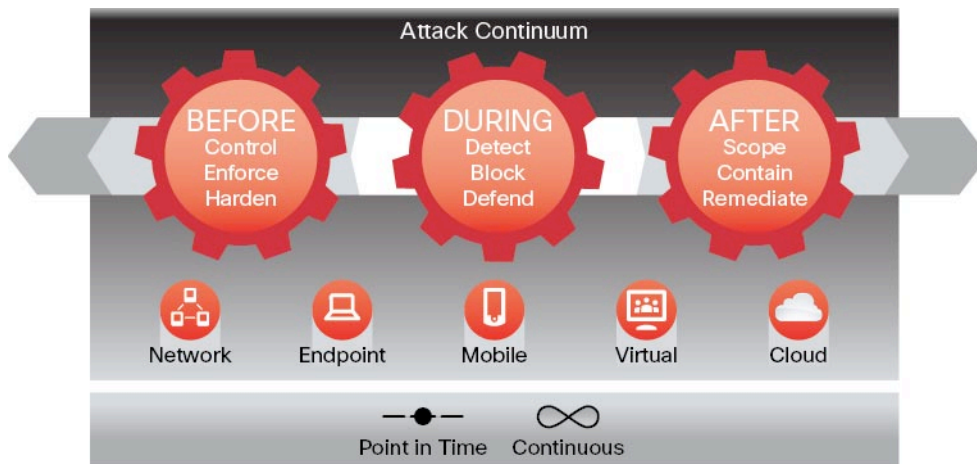 Attack Continuum
BEFORE
Control
Enforce
Harden
DURING
Detect
Block
Defend
AFTER
Scope
Contain
Remediate
Network
Endpoint
Mobile
Virtual
Cloud
Point in Time
Continuous